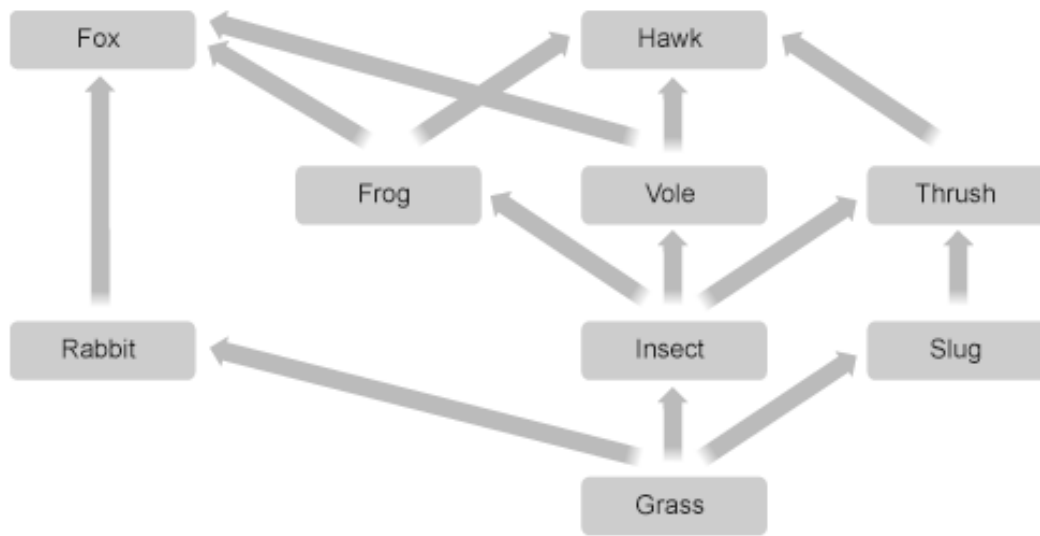 Fox
Hawk
Frog
Vole
Thrush
Rabbit
Insect
Slug
Grass